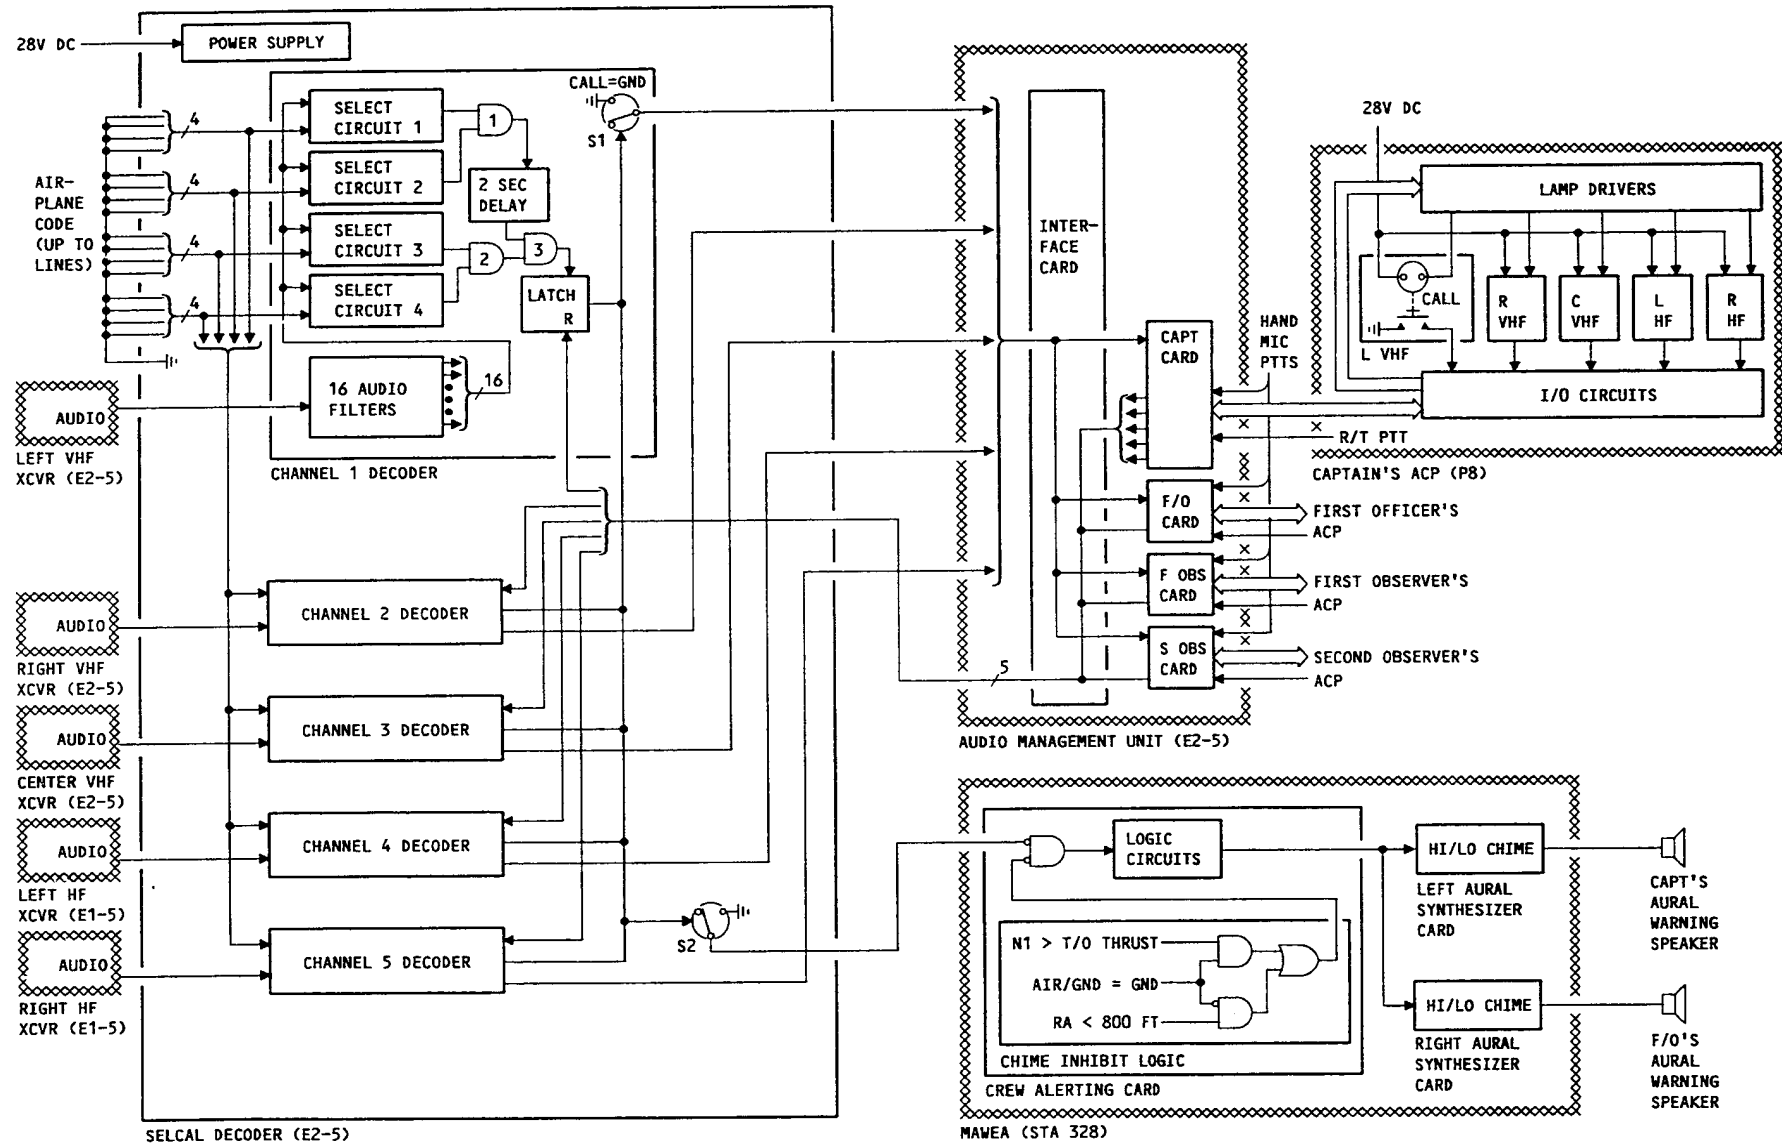 28V DC
POWER SUPPLY
CALL=GND
S1
SELECT
CIRCUIT 1
SELECT
CIRCUIT 2
SELECT
CIRCUIT 3
SELECT
CIRCUIT 4
1
2 SEC
DELAY
2
3
LATCH
R
4
4
4
4
AIR-
PLANE
CODE
(UP TO
LINES)
16 AUDIO
FILTERS
16
CHANNEL 1 DECODER
AUDIO
LEFT VHF
XCVR (E2-5)
AUDIO
RIGHT VHF
XCVR (E2-5)
AUDIO
CENTER VHF
XCVR (E2-5)
AUDIO
LEFT HF
XCVR (E1-5)
AUDIO
RIGHT HF
XCVR (E1-5)
CHANNEL 2 DECODER
CHANNEL 3 DECODER
CHANNEL 4 DECODER
CHANNEL 5 DECODER
S2
SELCAL DECODER (E2-5)
INTER-
FACE
CARD
5
CAPT
CARD
F/O
CARD
F OBS
CARD
S OBS
CARD
HAND
MIC
PTTS
AUDIO MANAGEMENT UNIT (E2-5)
28V DC
LAMP DRIVERS
CALL
L VHF
R
VHF
C
VHF
L
HF
R
HF
I/O CIRCUITS
R/T PTT
CAPTAIN'S ACP (P8)
FIRST OFFICER'S
ACP
FIRST OBSERVER'S
ACP
SECOND OBSERVER'S
ACP
LOGIC
CIRCUITS
N1 > T/O THRUST
AIR/GND = GND
RA < 800 FT
CHIME INHIBIT LOGIC
CREW ALERTING CARD
HI/LO CHIME
LEFT AURAL
SYNTHESIZER
CARD
HI/LO CHIME
RIGHT AURAL
SYNTHESIZER
CARD
CAPT'S
AURAL
WARNING
SPEAKER
F/O'S
AURAL
WARNING
SPEAKER
MAWEA (STA 328)